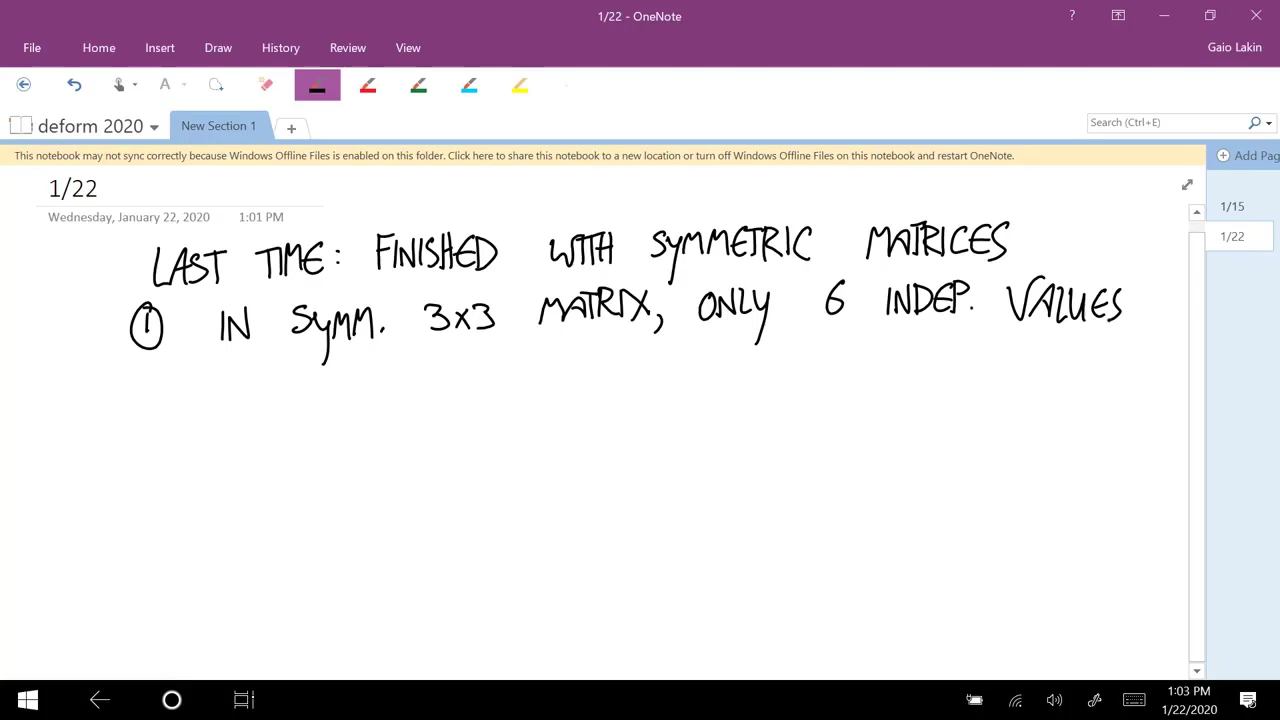 1/22 - OneNote
?
File Home Insert Draw History Review View Gaio Lakin
A
deform 2020 New Section 1 + Search (Ctrl+E)
This notebook may not sync correctly because Windows Offline Files is enabled on this folder. Click here to share this notebook to a new location or turn off Windows Offline Files on this notebook and restart OneNote.
Add Pag
1/22
1/15
Wednesday, January 22, 2020 1:01 PM
1/22
LAST TIME: FINISHED WITH SYMMETRIC MATRICES
① IN SYMM. 3x3 MATRIX, ONLY 6 INDEP. VALUES
1:03 PM
1/22/2020